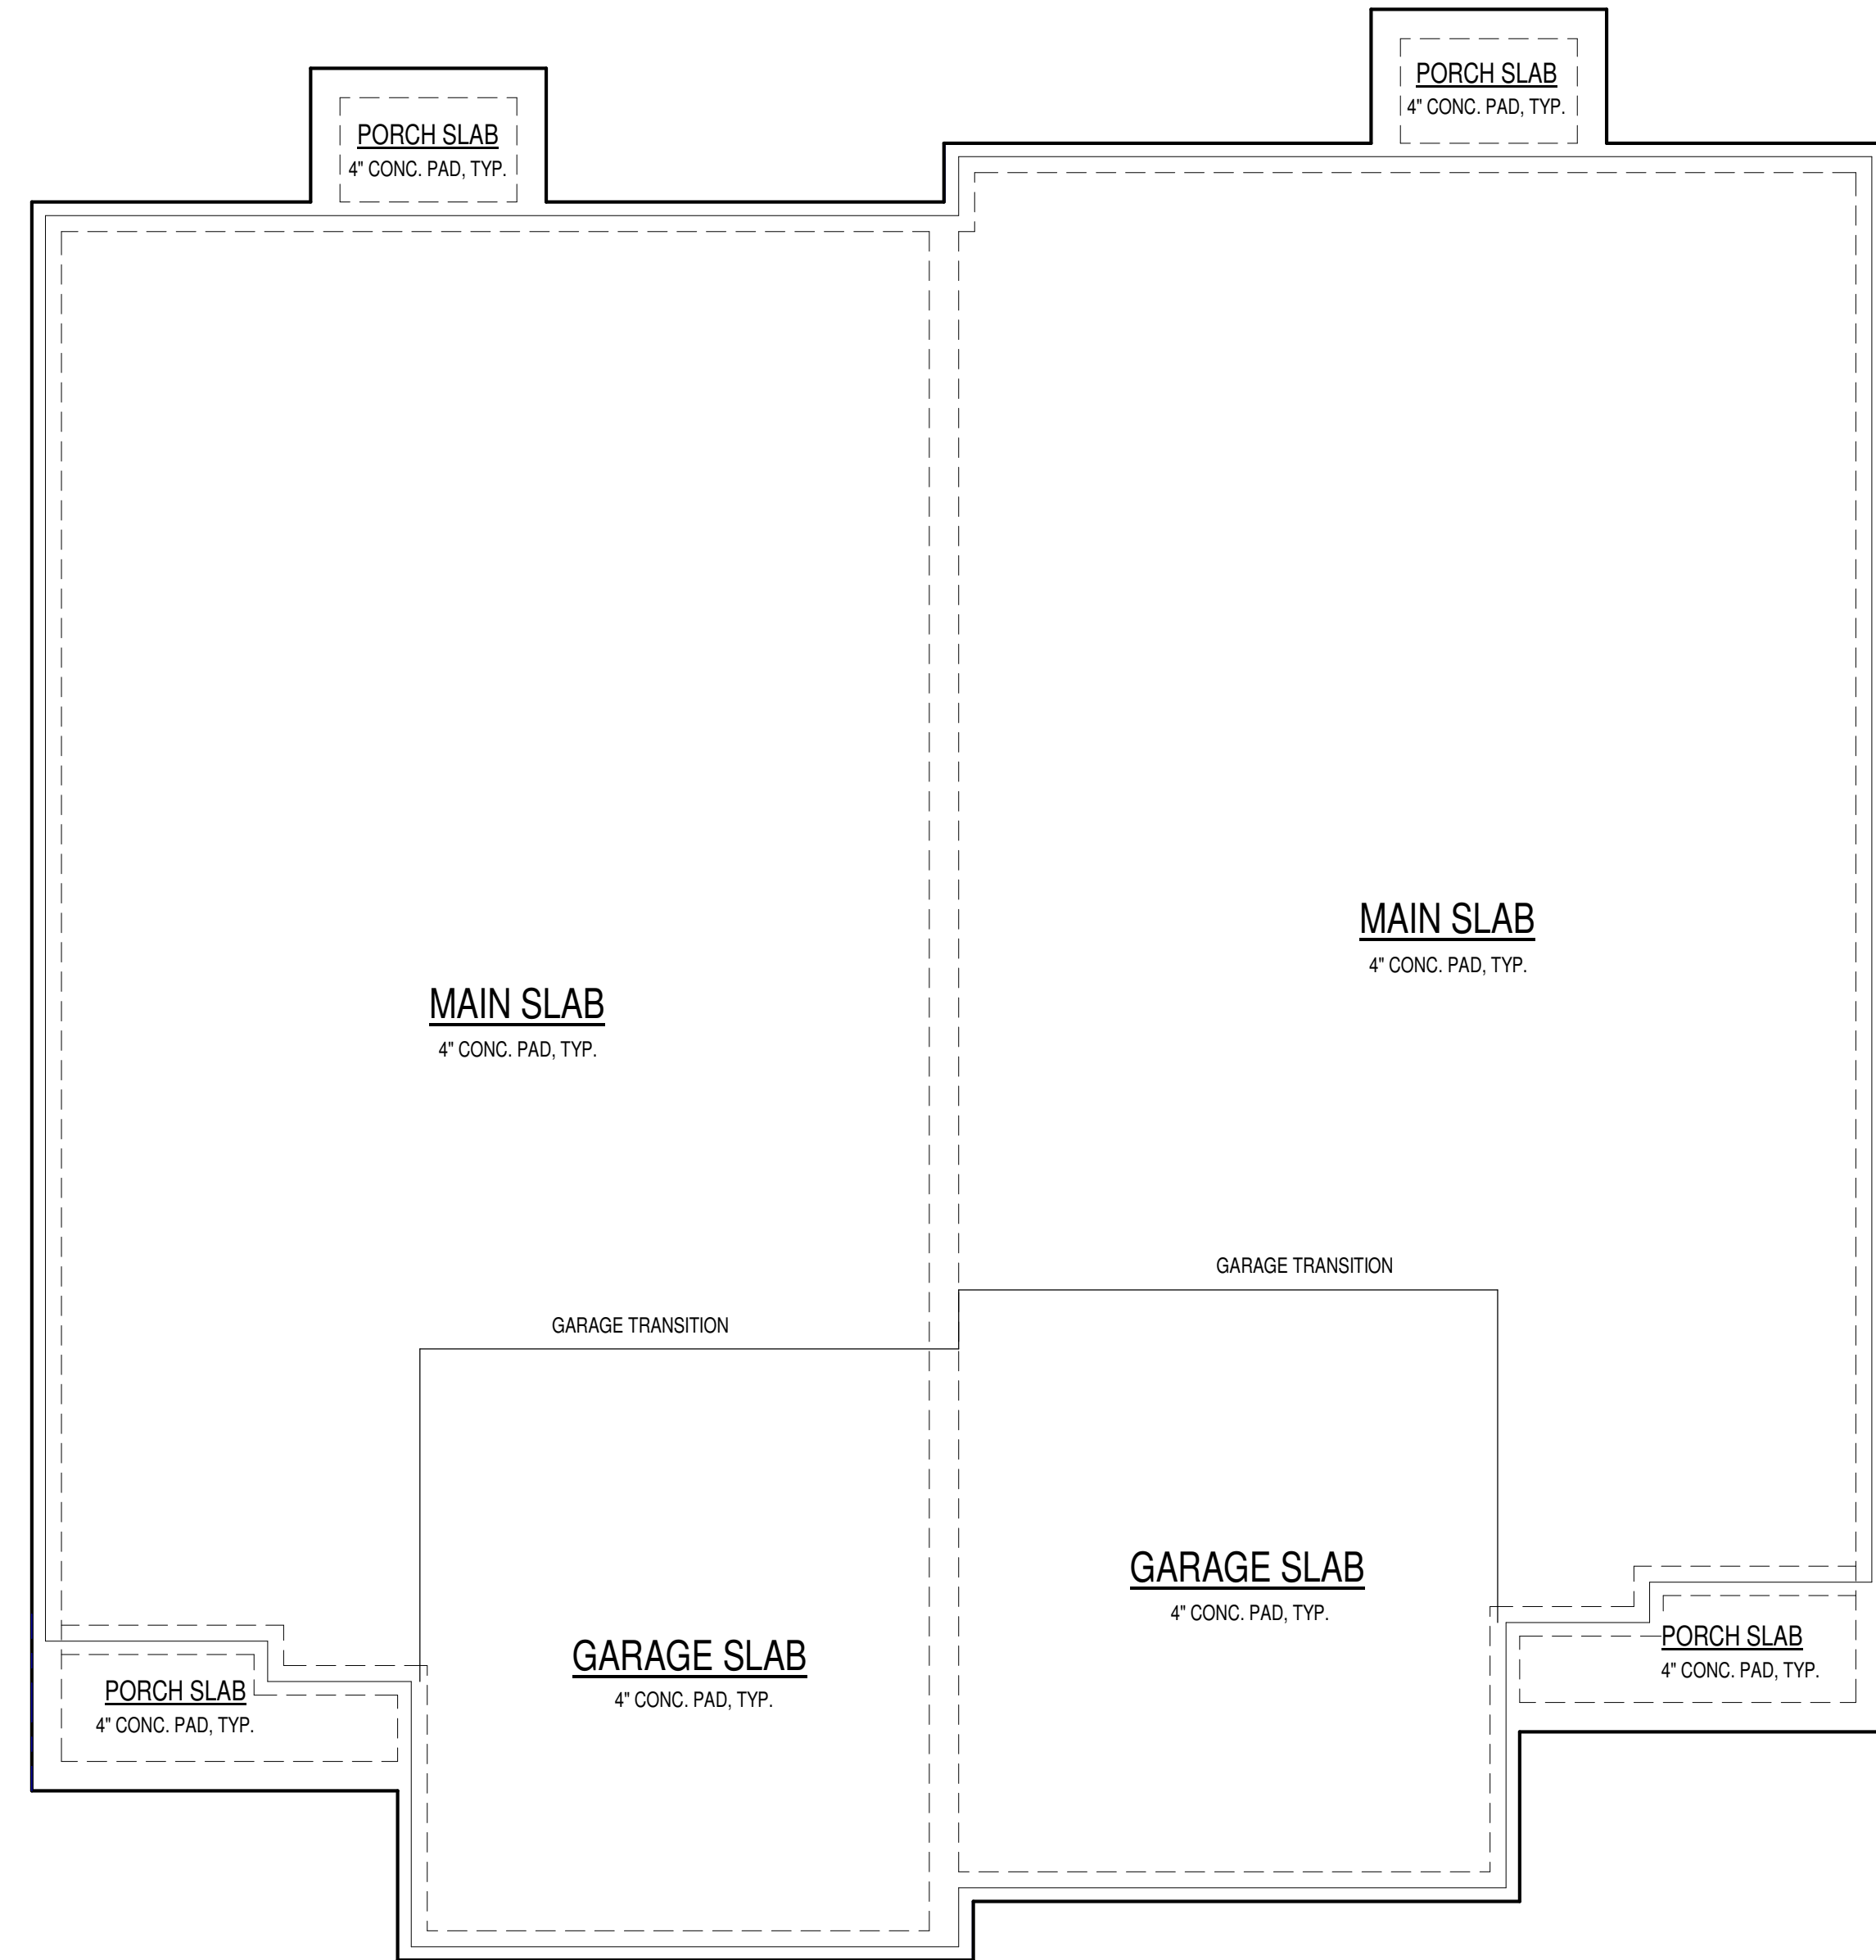 PORCH SLAB
4" CONC. PAD, TYP.
PORCH SLAB
4" CONC. PAD, TYP.
MAIN SLAB
4" CONC. PAD, TYP.
MAIN SLAB
4" CONC. PAD, TYP.
GARAGE TRANSITION
GARAGE TRANSITION
GARAGE SLAB
4" CONC. PAD, TYP.
PORCH SLAB
4" CONC. PAD, TYP.
GARAGE SLAB
4" CONC. PAD, TYP.
PORCH SLAB
4" CONC. PAD, TYP.